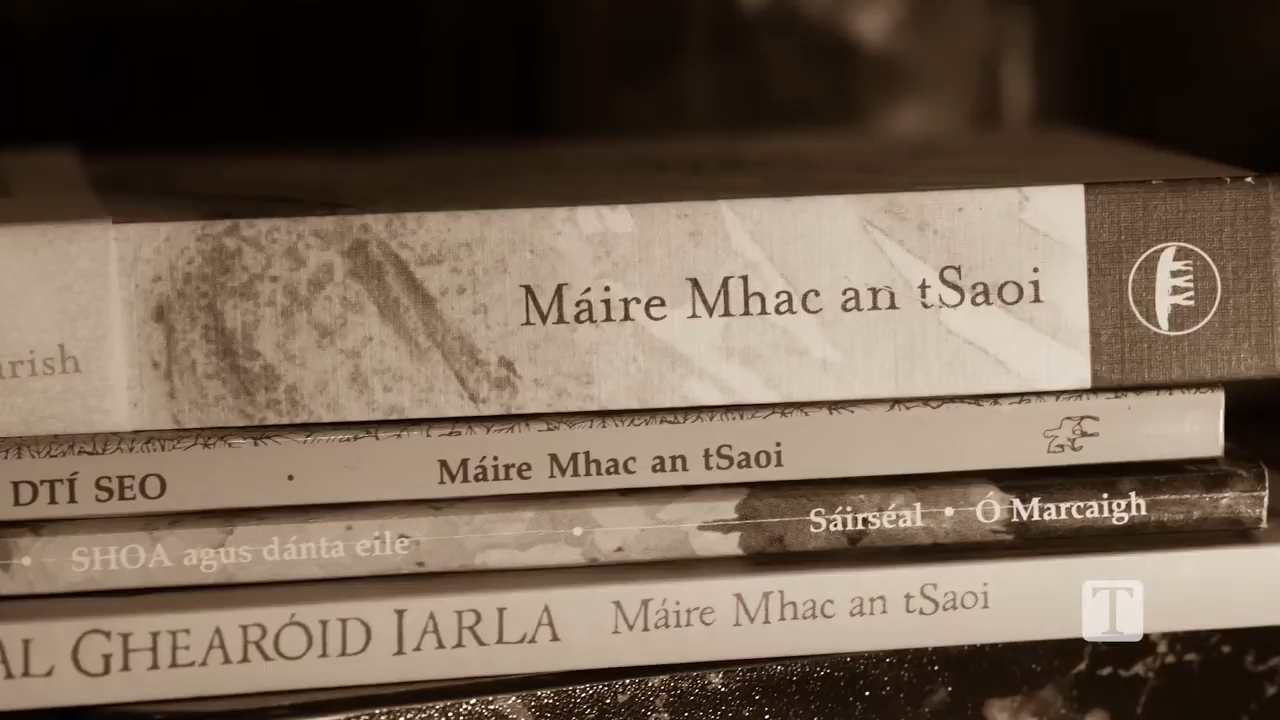 Máire Mhac an tSaoi
arish
DTÍ SEO · Máire Mhac an tSaoi
• SHOA agus dánta eile • Sáirséal • Ó Marcaigh
AL GHEARÓID IARLA Máire Mhac an tSaoi
T